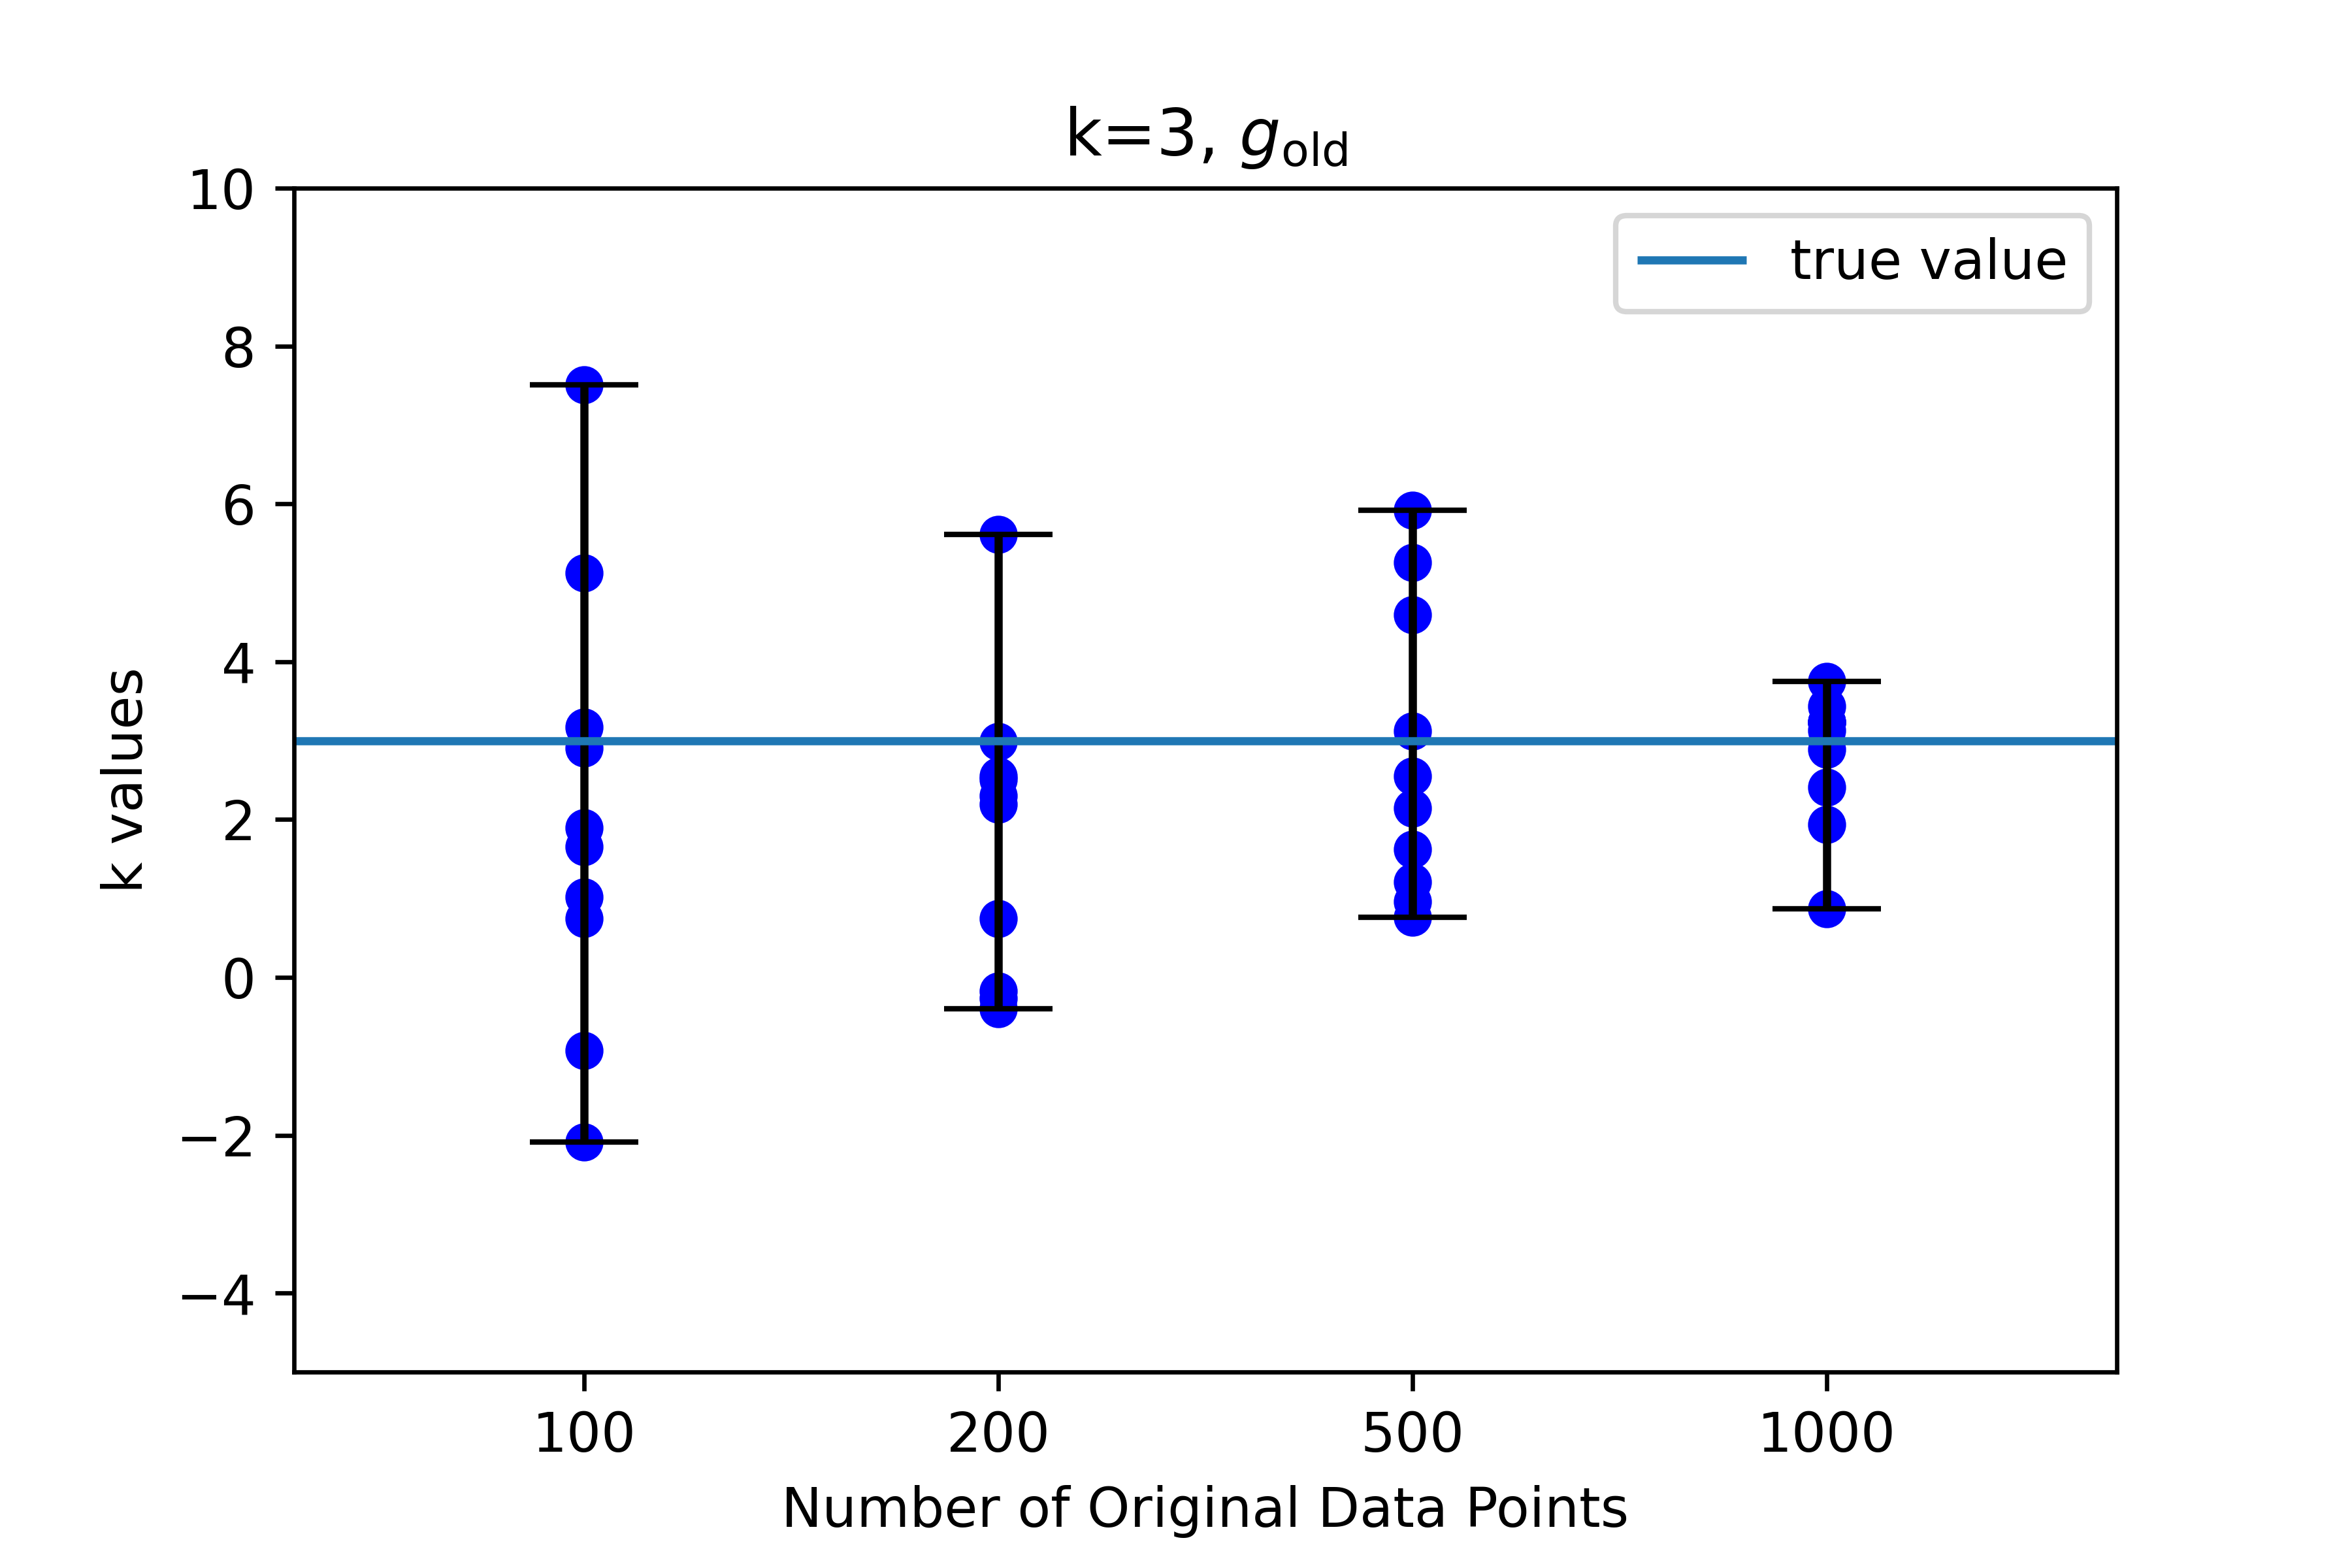 k=3, g_old
10
true value
8
6
4
2
0
−2
−4
k values
100 200 500 1000
Number of Original Data Points